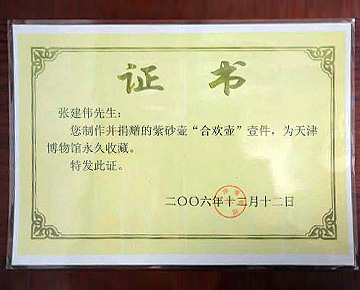 证书
张建伟先生：
您制作并捐赠的紫砂壶“合欢壶”壹件，为天津
博物馆永久收藏。
特发此证。
二〇〇六年十二月十二日